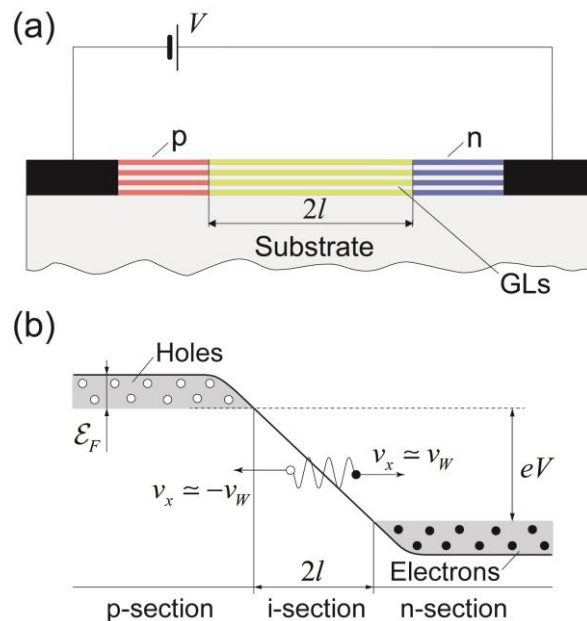 (a)
V
p
n
2l
Substrate
GLs
(b)
Holes
ℰ_F
v_x ≃ v_W
v_x ≃ −v_W
eV
2l
Electrons
p-section
i-section
n-section